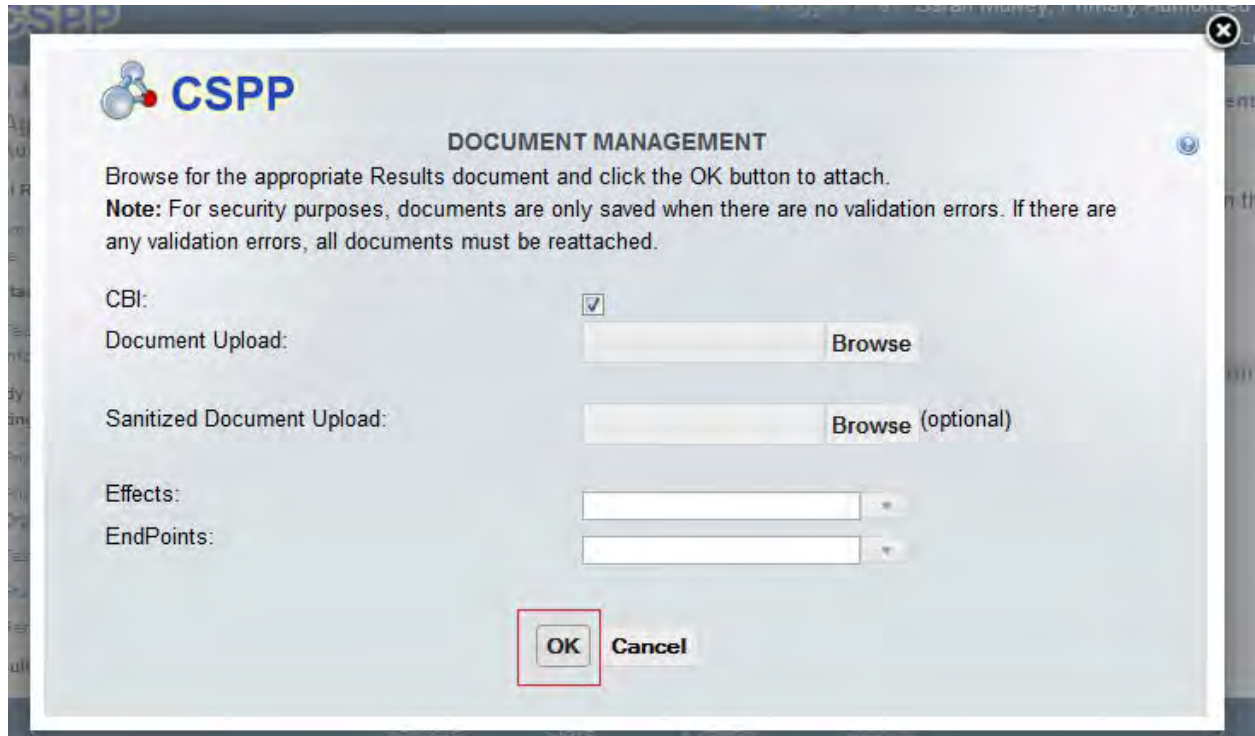 CSPP
CSPP
DOCUMENT MANAGEMENT
Browse for the appropriate Results document and click the OK button to attach.
Note: For security purposes, documents are only saved when there are no validation errors. If there are
any validation errors, all documents must be reattached.
CBI:
Document Upload: Browse
Sanitized Document Upload: Browse (optional)
Effects:
EndPoints:
OK Cancel